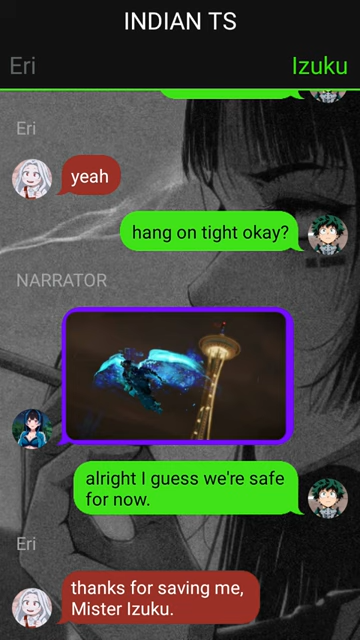 INDIAN TS
Eri
Izuku
Eri
yeah
hang on tight okay?
NARRATOR
alright I guess we're safe
for now.
Eri
thanks for saving me,
Mister Izuku.